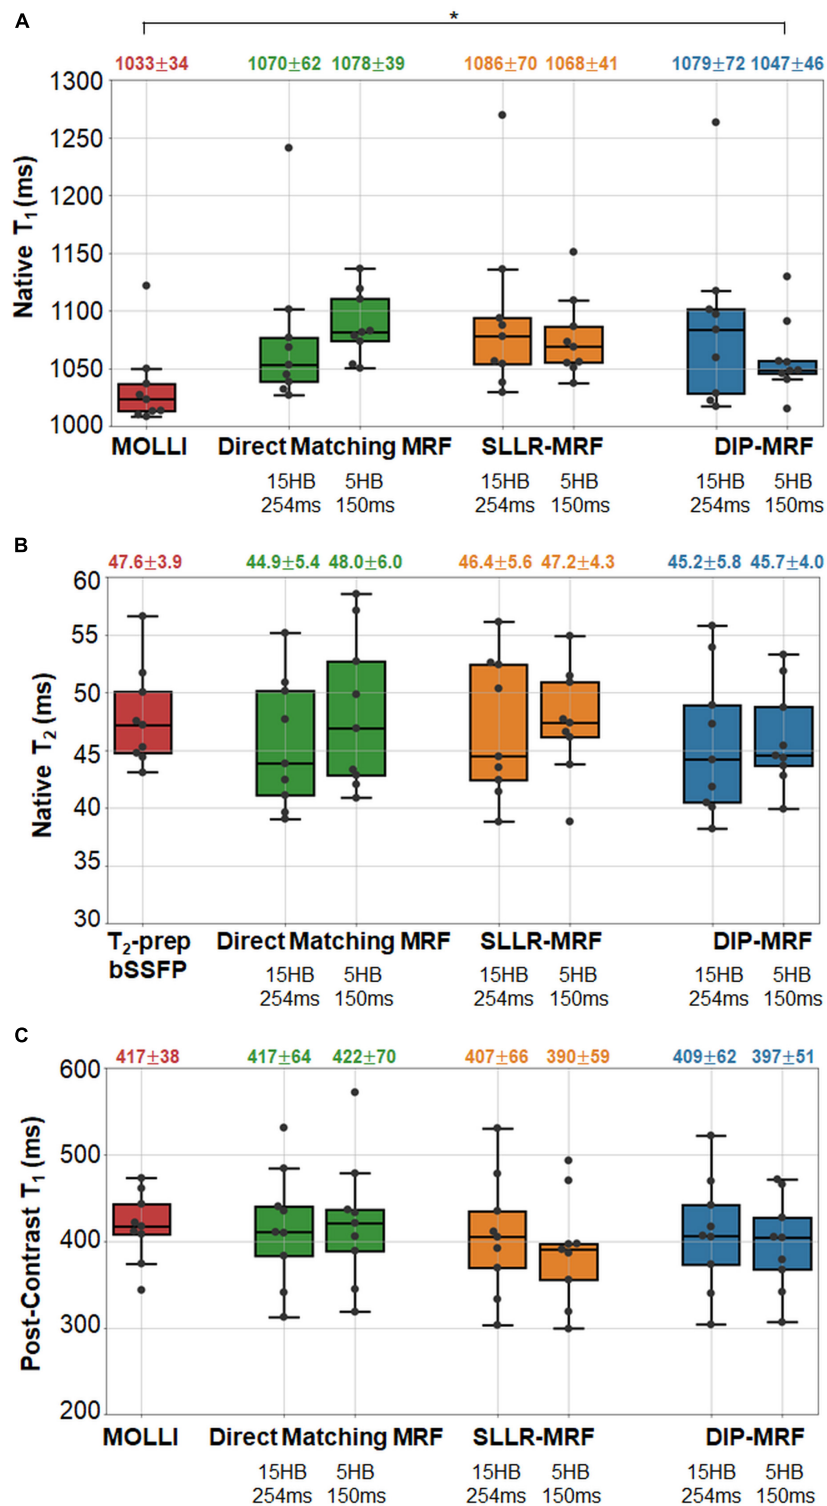 A
*
1033±34 1070±62 1078±39 1086±70 1068±41 1079±72 1047±46
1300
1250
1200
1150
1100
1050
1000
Native T1 (ms)
MOLLI Direct Matching MRF SLLR-MRF DIP-MRF
15HB 5HB 15HB 5HB 15HB 5HB
254ms 150ms 254ms 150ms 254ms 150ms
B
47.6±3.9 44.9±5.4 48.0±6.0 46.4±5.6 47.2±4.3 45.2±5.8 45.7±4.0
60
55
50
45
40
35
30
Native T2 (ms)
T2-prep Direct Matching MRF SLLR-MRF DIP-MRF
bSSFP
15HB 5HB 15HB 5HB 15HB 5HB
254ms 150ms 254ms 150ms 254ms 150ms
C
417±38 417±64 422±70 407±66 390±59 409±62 397±51
600
500
400
300
200
Post-Contrast T1 (ms)
MOLLI Direct Matching MRF SLLR-MRF DIP-MRF
15HB 5HB 15HB 5HB 15HB 5HB
254ms 150ms 254ms 150ms 254ms 150ms